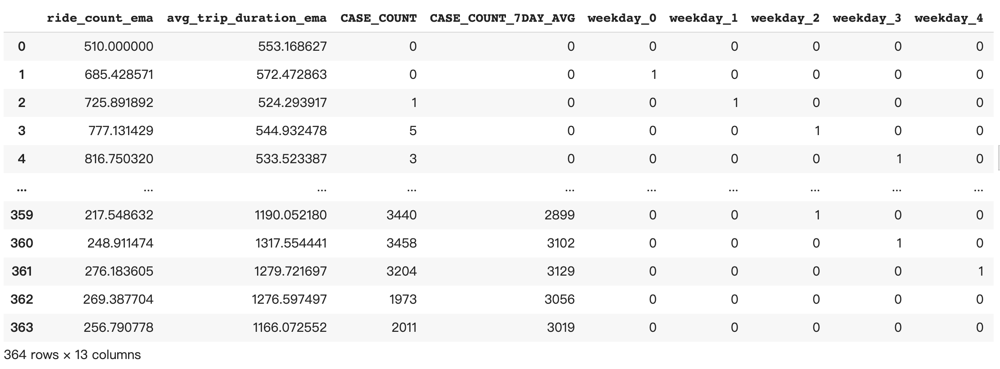 ride_count_ema avg_trip_duration_ema CASE_COUNT CASE_COUNT_7DAY_AVG weekday_0 weekday_1 weekday_2 weekday_3 weekday_4
0 510.000000 553.168627 0 0 0 0 0 0 0
1 685.428571 572.472863 0 0 1 0 0 0 0
2 725.891892 524.293917 1 0 0 1 0 0 0
3 777.131429 544.932478 5 0 0 0 1 0 0
4 816.750320 533.523387 3 0 0 0 0 1 0
... ... ... ... ... ... ... ... ... ...
359 217.548632 1190.052180 3440 2899 0 0 1 0 0
360 248.911474 1317.554441 3458 3102 0 0 0 1 0
361 276.183605 1279.721697 3204 3129 0 0 0 0 1
362 269.387704 1276.597497 1973 3056 0 0 0 0 0
363 256.790778 1166.072552 2011 3019 0 0 0 0 0
364 rows × 13 columns